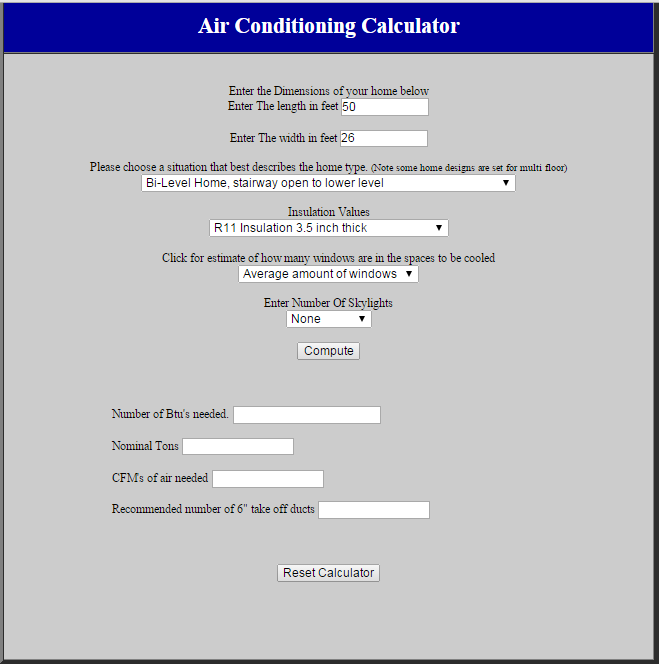 Air Conditioning Calculator
Enter the Dimensions of your home below
Enter The length in feet 50
Enter The width in feet 26
Please choose a situation that best describes the home type. (Note some home designs are set for multi floor)
Bi-Level Home, stairway open to lower level
Insulation Values
R11 Insulation 3.5 inch thick
Click for estimate of how many windows are in the spaces to be cooled
Average amount of windows
Enter Number Of Skylights
None
Compute
Number of Btu's needed.
Nominal Tons
CFM's of air needed
Recommended number of 6" take off ducts
Reset Calculator